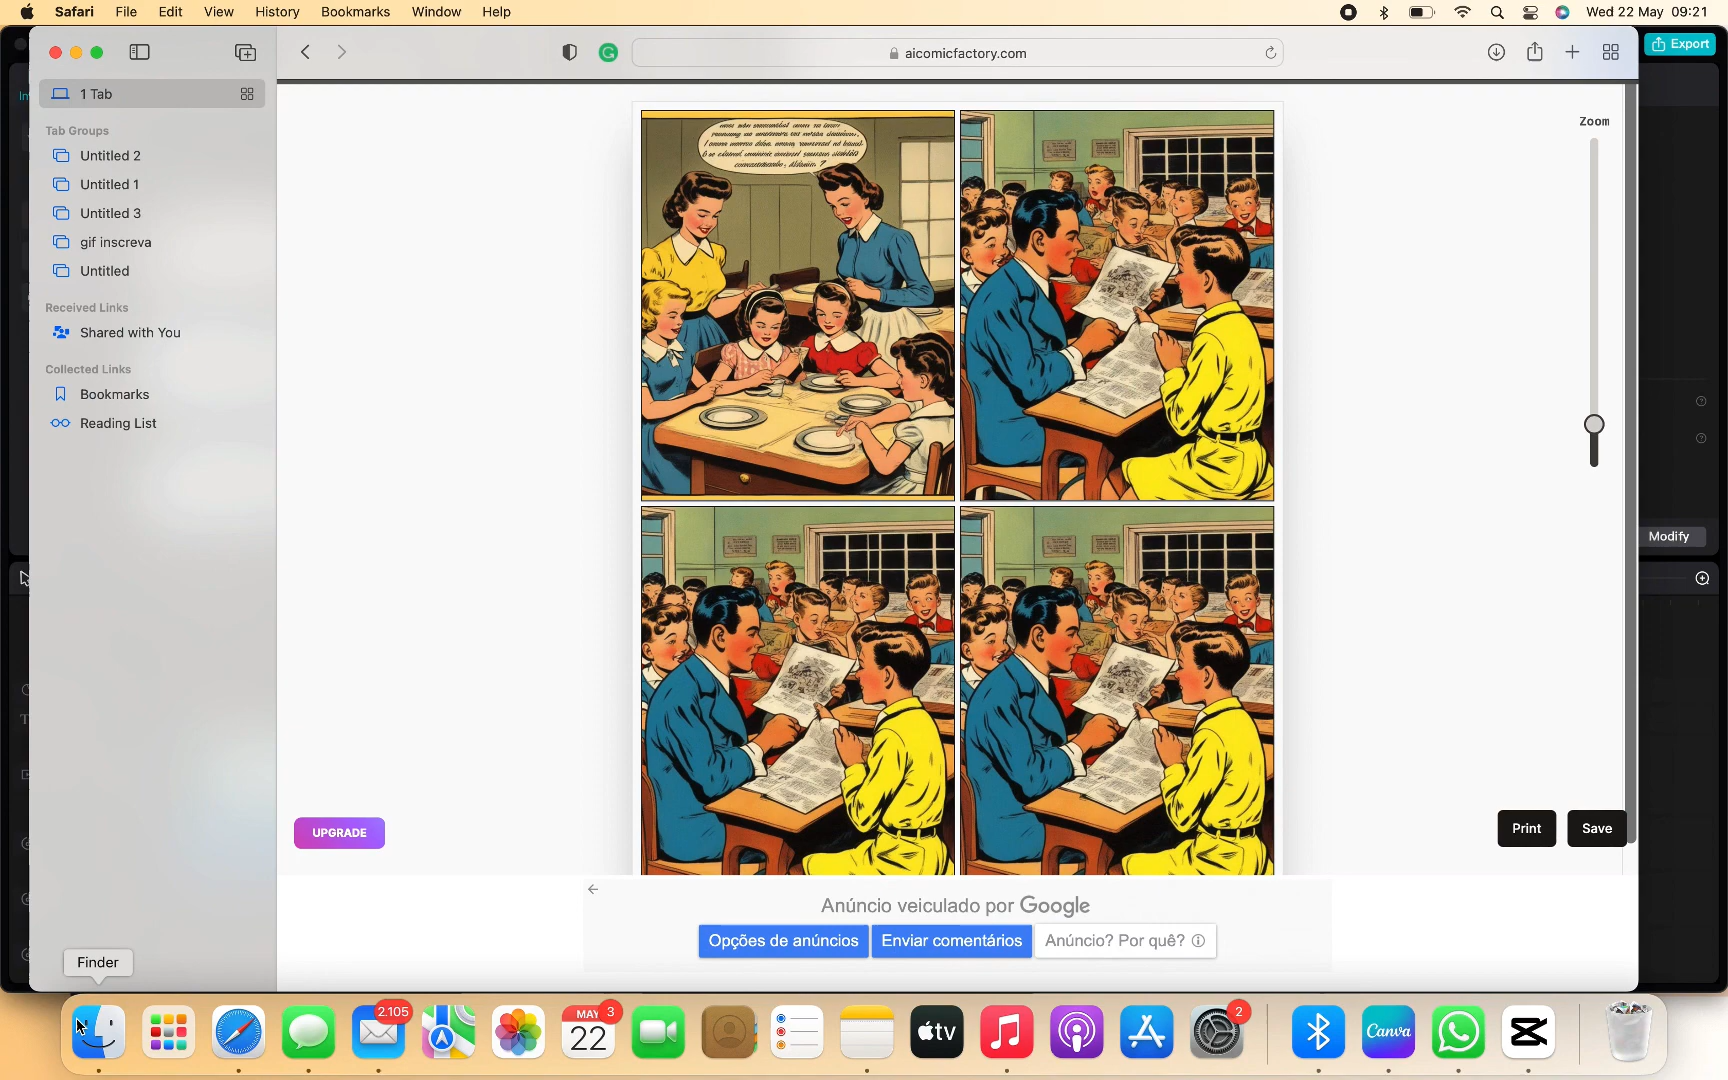 Safari File Edit View History Bookmarks Window Help Wed 22 May 09:21
aicomicfactory.com
Export
1 Tab
Tab Groups
Untitled 2
Untitled 1
Untitled 3
gif inscreva
Untitled
Received Links
Shared with You
Collected Links
Bookmarks
Reading List
Zoom
Modify
UPGRADE
Print Save
Anúncio veiculado por Google
Opções de anúncios Enviar comentários Anúncio? Por quê?
Finder
2.105
MAY 3
22
tv
2
Canva